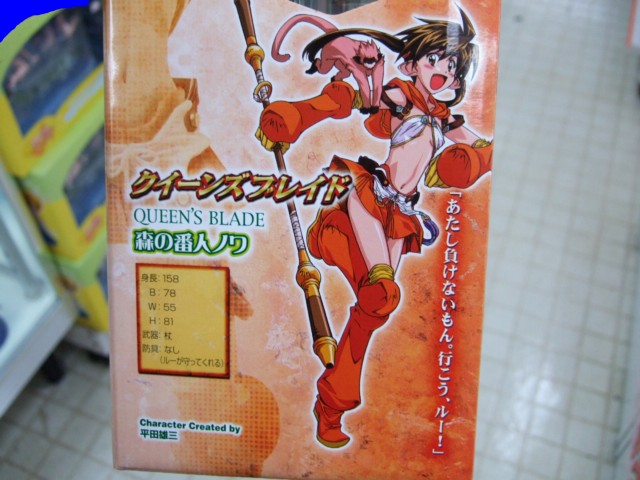 クイーンズブレイド
QUEEN'S BLADE
森の番人ノワ
身長: 158
B: 78
W: 55
H: 81
武器: 杖
防具: なし
(ルーが守ってくれる)
Character Created by
平田雄三
「あたし負けないもん。行こう、ルー！」